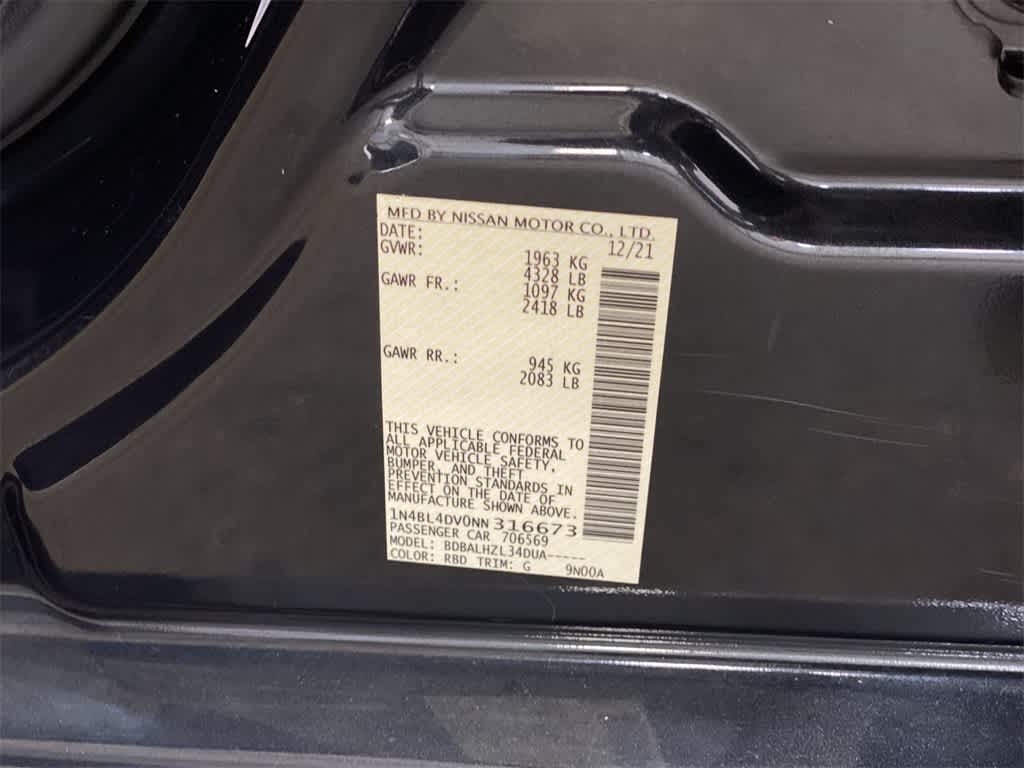 MFD BY NISSAN MOTOR CO., LTD.
DATE: 12/21
GVWR: 1963 KG
4328 LB
GAWR FR.: 1097 KG
2418 LB
GAWR RR.: 945 KG
2083 LB
THIS VEHICLE CONFORMS TO
ALL APPLICABLE FEDERAL
MOTOR VEHICLE SAFETY,
BUMPER, AND THEFT
PREVENTION STANDARDS IN
EFFECT ON THE DATE OF
MANUFACTURE SHOWN ABOVE.
1N4BL4DV0NN316673
PASSENGER CAR 706569
MODEL: BDBALHZL34DUA-----
COLOR: RBD TRIM: G 9N00A